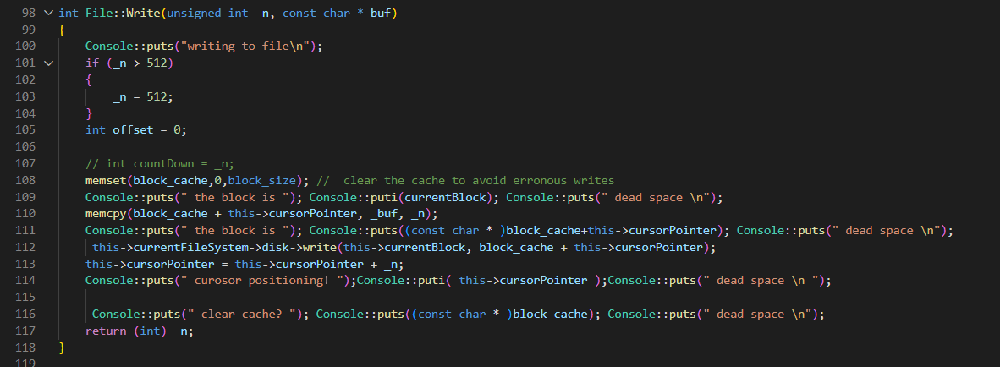 98 int File::Write(unsigned int _n, const char *_buf)
99 {
100 Console::puts("writing to file\n");
101 if (_n > 512)
102 {
103 _n = 512;
104 }
105 int offset = 0;
106
107 // int countDown = _n;
108 memset(block_cache,0,block_size); //  clear the cache to avoid erronous writes
109 Console::puts(" the block is "); Console::puti(currentBlock); Console::puts(" dead space \n");
110 memcpy(block_cache + this->cursorPointer, _buf, _n);
111 Console::puts(" the block is "); Console::puts((const char * )block_cache+this->cursorPointer); Console::puts(" dead space \n");
112 this->currentFileSystem->disk->write(this->currentBlock, block_cache + this->cursorPointer);
113 this->cursorPointer = this->cursorPointer + _n;
114 Console::puts(" curosor positioning! ");Console::puti( this->cursorPointer );Console::puts(" dead space \n ");
115
116 Console::puts(" clear cache? "); Console::puts((const char * )block_cache); Console::puts(" dead space \n");
117 return (int) _n;
118 }
119